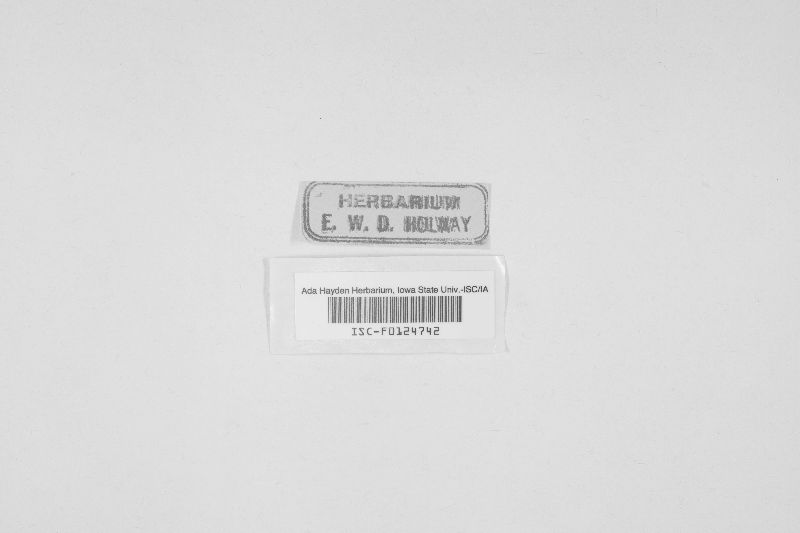 HERBARIUM
E. W. D. HOLWAY
Ada Hayden Herbarium, Iowa State Univ.-ISC/IA
ISC-F0124742